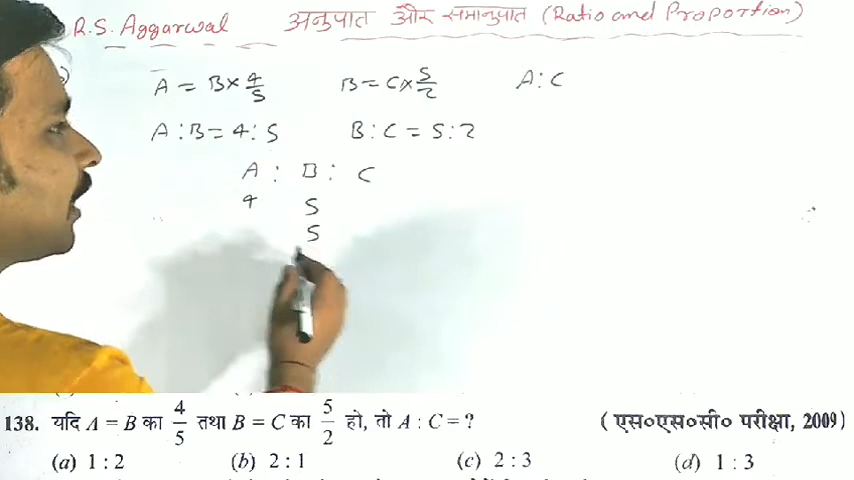 R.S. Aggarwal अनुपात और समानुपात (Ratio and Proportion)
A = B × 4/5 B = C × 5/2 A : C
A : B = 4 : 5 B : C = 5 : 2
A : B : C
4 5
5
138. यदि A = B का 4/5 तथा B = C का 5/2 हो, तो A : C = ? (एस०एस०सी० परीक्षा, 2009)
(a) 1 : 2 (b) 2 : 1 (c) 2 : 3 (d) 1 : 3